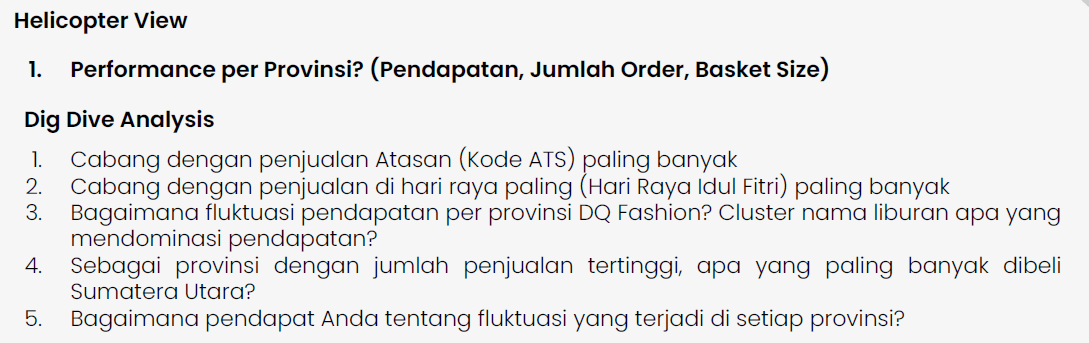 Helicopter View
1. Performance per Provinsi? (Pendapatan, Jumlah Order, Basket Size)
Dig Dive Analysis
1. Cabang dengan penjualan Atasan (Kode ATS) paling banyak
2. Cabang dengan penjualan di hari raya paling (Hari Raya Idul Fitri) paling banyak
3. Bagaimana fluktuasi pendapatan per provinsi DQ Fashion? Cluster nama liburan apa yang
mendominasi pendapatan?
4. Sebagai provinsi dengan jumlah penjualan tertinggi, apa yang paling banyak dibeli
Sumatera Utara?
5. Bagaimana pendapat Anda tentang fluktuasi yang terjadi di setiap provinsi?